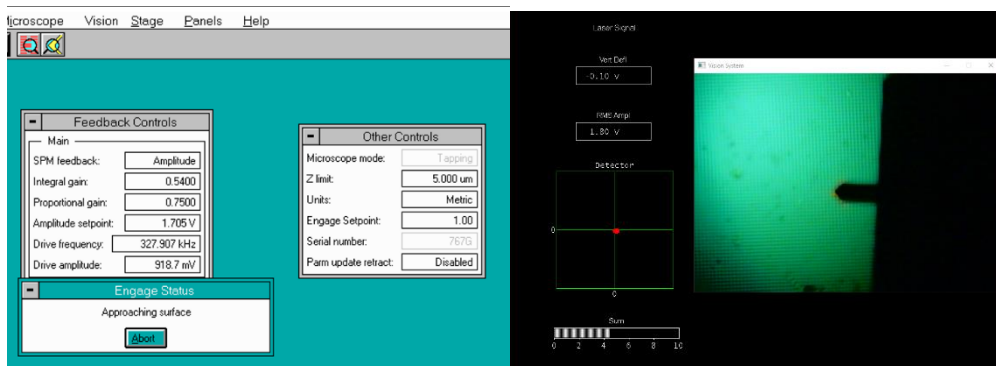 Microscope Vision Stage Panels Help
Feedback Controls
Main
SPM feedback: Amplitude
Integral gain: 0.5400
Proportional gain: 0.7500
Amplitude setpoint: 1.705 V
Drive frequency: 327.907 kHz
Drive amplitude: 918.7 mV
Engage Status
Approaching surface
Abort
Other Controls
Microscope mode: Tapping
Z limit: 5.000 um
Units: Metric
Engage Setpoint: 1.00
Serial number: 767G
Parm update retract: Disabled
Laser Signal
Vert Defl
-0.10 V
RMS Ampl
1.80 V
Detector
0
0
Sum
0 2 4 6 8 10
Vision System